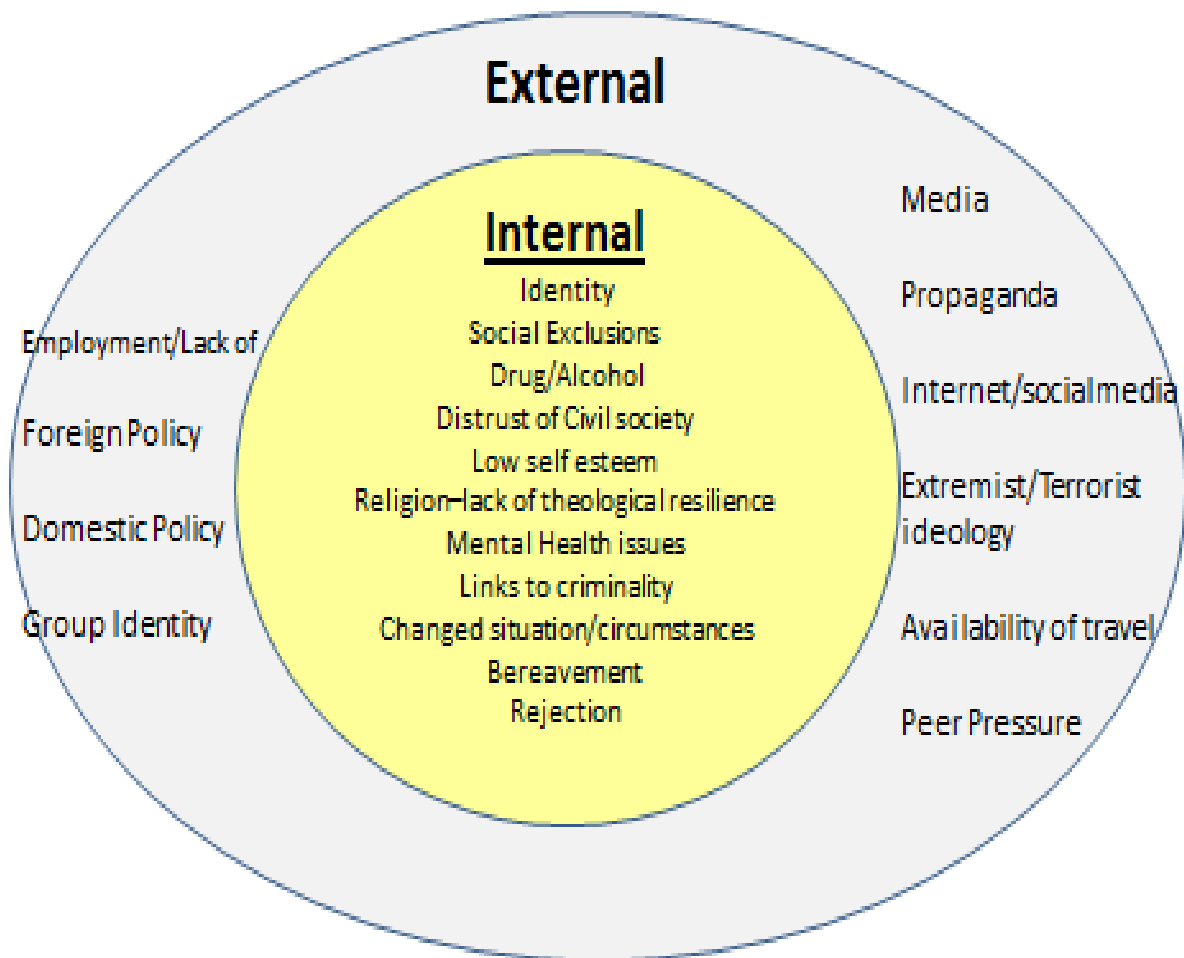 External
Internal
Identity
Social Exclusions
Drug/Alcohol
Distrust of Civil society
Low self esteem
Religion–lack of theological resilience
Mental Health issues
Links to criminality
Changed situation/circumstances
Bereavement
Rejection
Employment/Lack of
Foreign Policy
Domestic Policy
Group Identity
Media
Propaganda
Internet/socialmedia
Extremist/Terrorist
ideology
Availability of travel
Peer Pressure